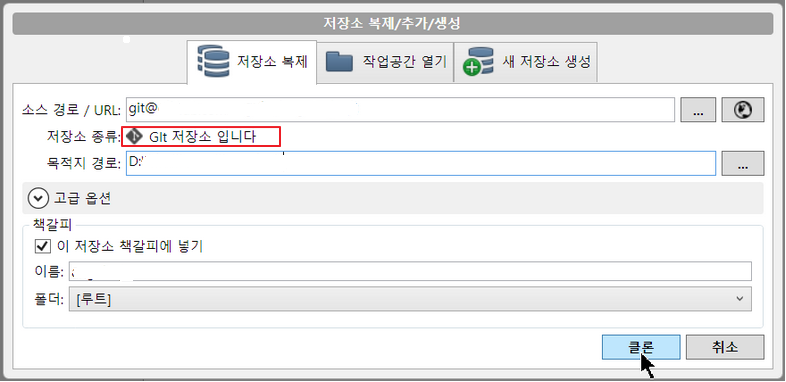 저장소 복제/추가/생성
저장소 복제 작업공간 열기 새 저장소 생성
소스 경로 / URL: git@ ...
저장소 종류: GIt 저장소 입니다
목적지 경로: D: ...
고급 옵션
책갈피
이 저장소 책갈피에 넣기
이름:
폴더: [루트]
클론 취소